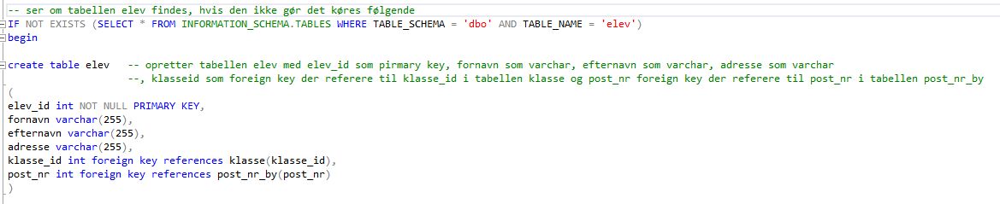 -- ser om tabellen elev findes, hvis den ikke gør det køres følgende
IF NOT EXISTS (SELECT * FROM INFORMATION_SCHEMA.TABLES WHERE TABLE_SCHEMA = 'dbo' AND TABLE_NAME = 'elev')
begin
create table elev   -- opretter tabellen elev med elev_id som pirmary key, fornavn som varchar, efternavn som varchar, adresse som varchar
--, klasseid som foreign key der referere til klasse_id i tabellen klasse og post_nr foreign key der referere til post_nr i tabellen post_nr_by
(
elev_id int NOT NULL PRIMARY KEY,
fornavn varchar(255),
efternavn varchar(255),
adresse varchar(255),
klasse_id int foreign key references klasse(klasse_id),
post_nr int foreign key references post_nr_by(post_nr)
)